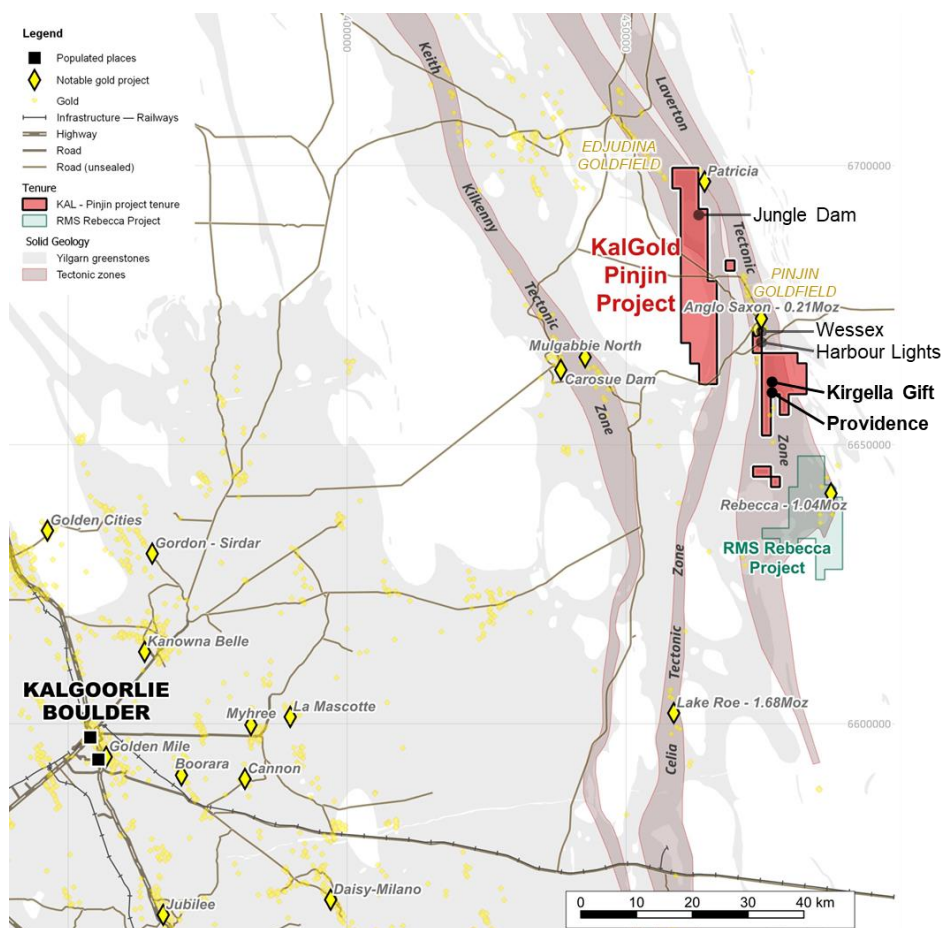 Legend
Populated places
Notable gold project
Gold
Infrastructure — Railways
Highway
Road
Road (unsealed)
Tenure
KAL - Pinjin project tenure
RMS Rebecca Project
Solid Geology
Yilgarn greenstones
Tectonic zones
400000
450000
Keith
Kilkenny
Tectonic
Zone
Laverton
Tectonic
Zone
EDJUDINA
GOLDFIELD
6700000
Patricia
Jungle Dam
KalGold
Pinjin
Project
PINJIN
GOLDFIELD
Anglo Saxon - 0.21Moz
Wessex
Harbour Lights
Mulgabbie North
Carosue Dam
Kirgella Gift
Providence
6650000
Rebecca - 1.04Moz
RMS Rebecca
Project
Golden Cities
Gordon - Sirdar
Kanowna Belle
KALGOORLIE
BOULDER
Golden Mile
Myhree
La Mascotte
Boorara
Cannon
Zone
Tectonic
Celia
Lake Roe - 1.68Moz
6600000
Daisy-Milano
Jubilee
0 10 20 30 40 km